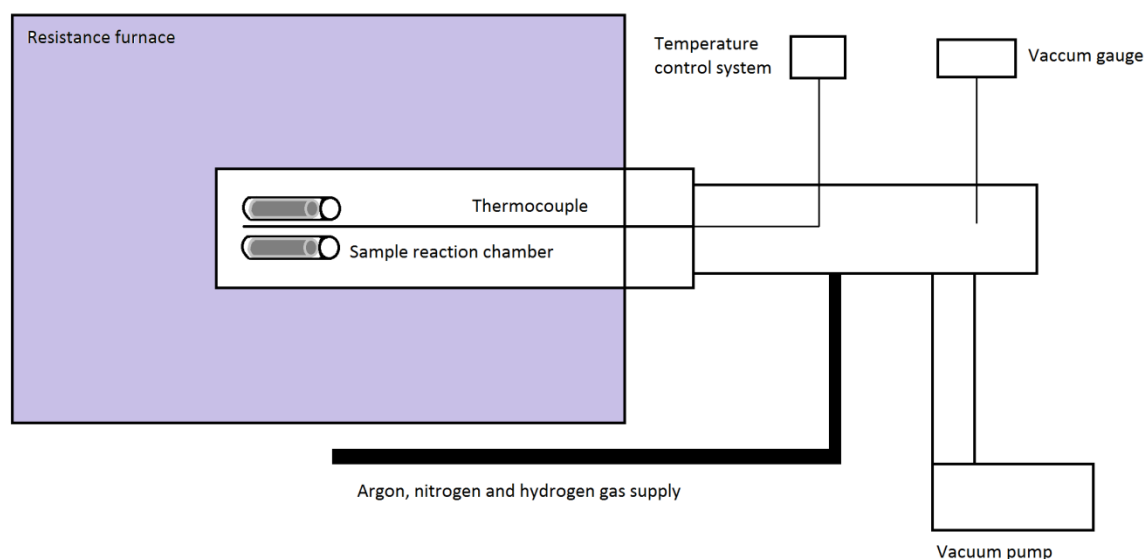 Resistance furnace
Temperature
control system
Vaccum gauge
Thermocouple
Sample reaction chamber
Argon, nitrogen and hydrogen gas supply
Vacuum pump